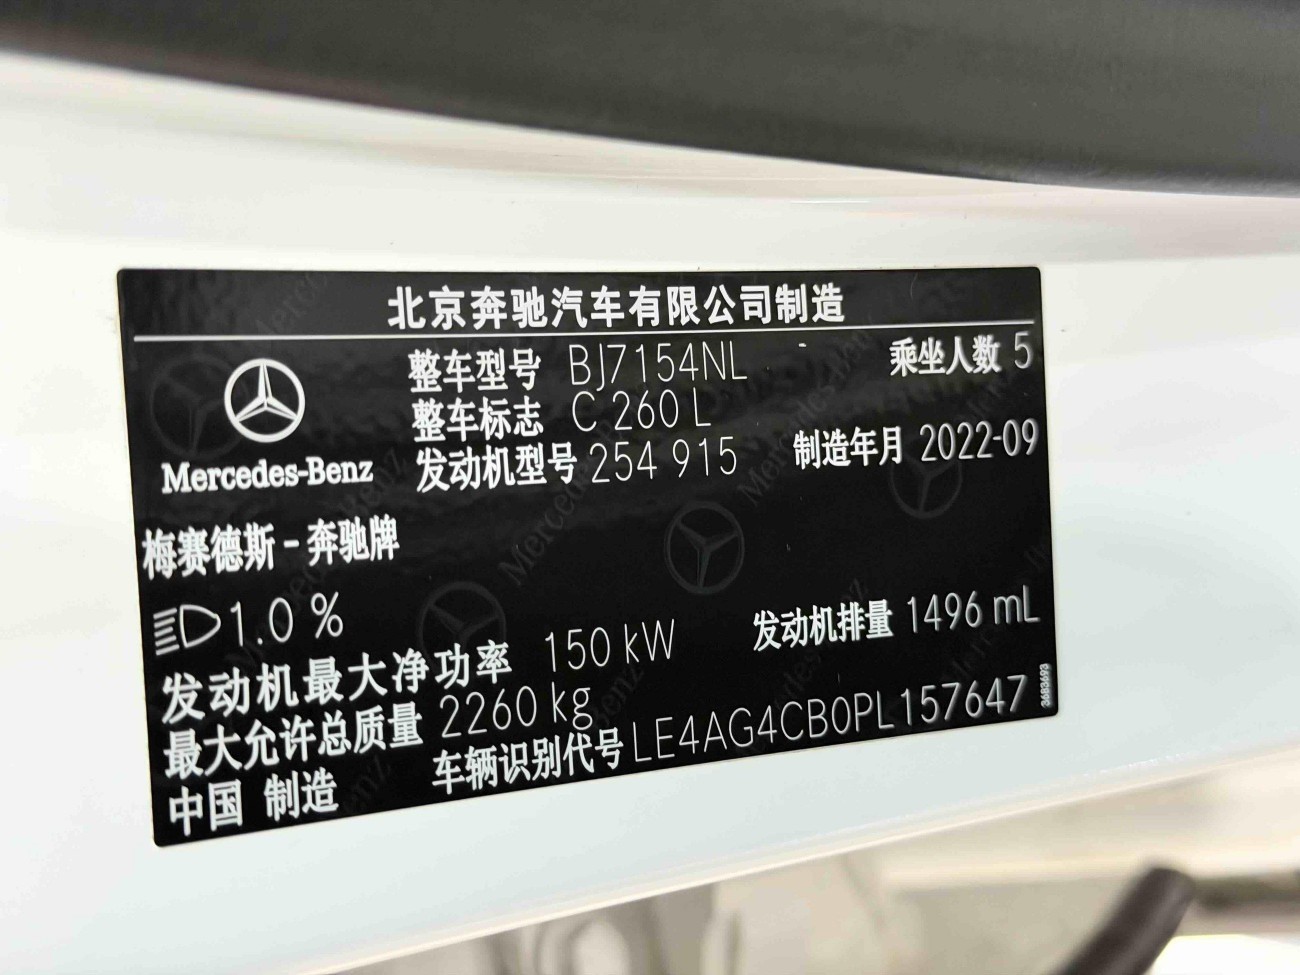 北京奔驰汽车有限公司制造
整车型号 BJ7154NL 乘坐人数 5
整车标志 C 260 L
发动机型号 254 915 制造年月 2022-09
Mercedes-Benz
梅赛德斯-奔驰牌
1.0 %
发动机最大净功率 150 kW 发动机排量 1496 mL
最大允许总质量 2260 kg
中国 制造 车辆识别代号 LE4AG4CB0PL157647
3683693